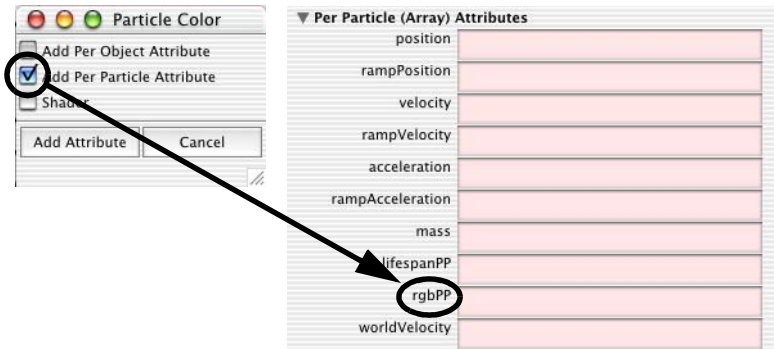 Particle Color
Add Per Object Attribute
Add Per Particle Attribute
Shader
Add Attribute
Cancel
Per Particle (Array) Attributes
position
rampPosition
velocity
rampVelocity
acceleration
rampAcceleration
mass
lifespanPP
rgbPP
worldVelocity